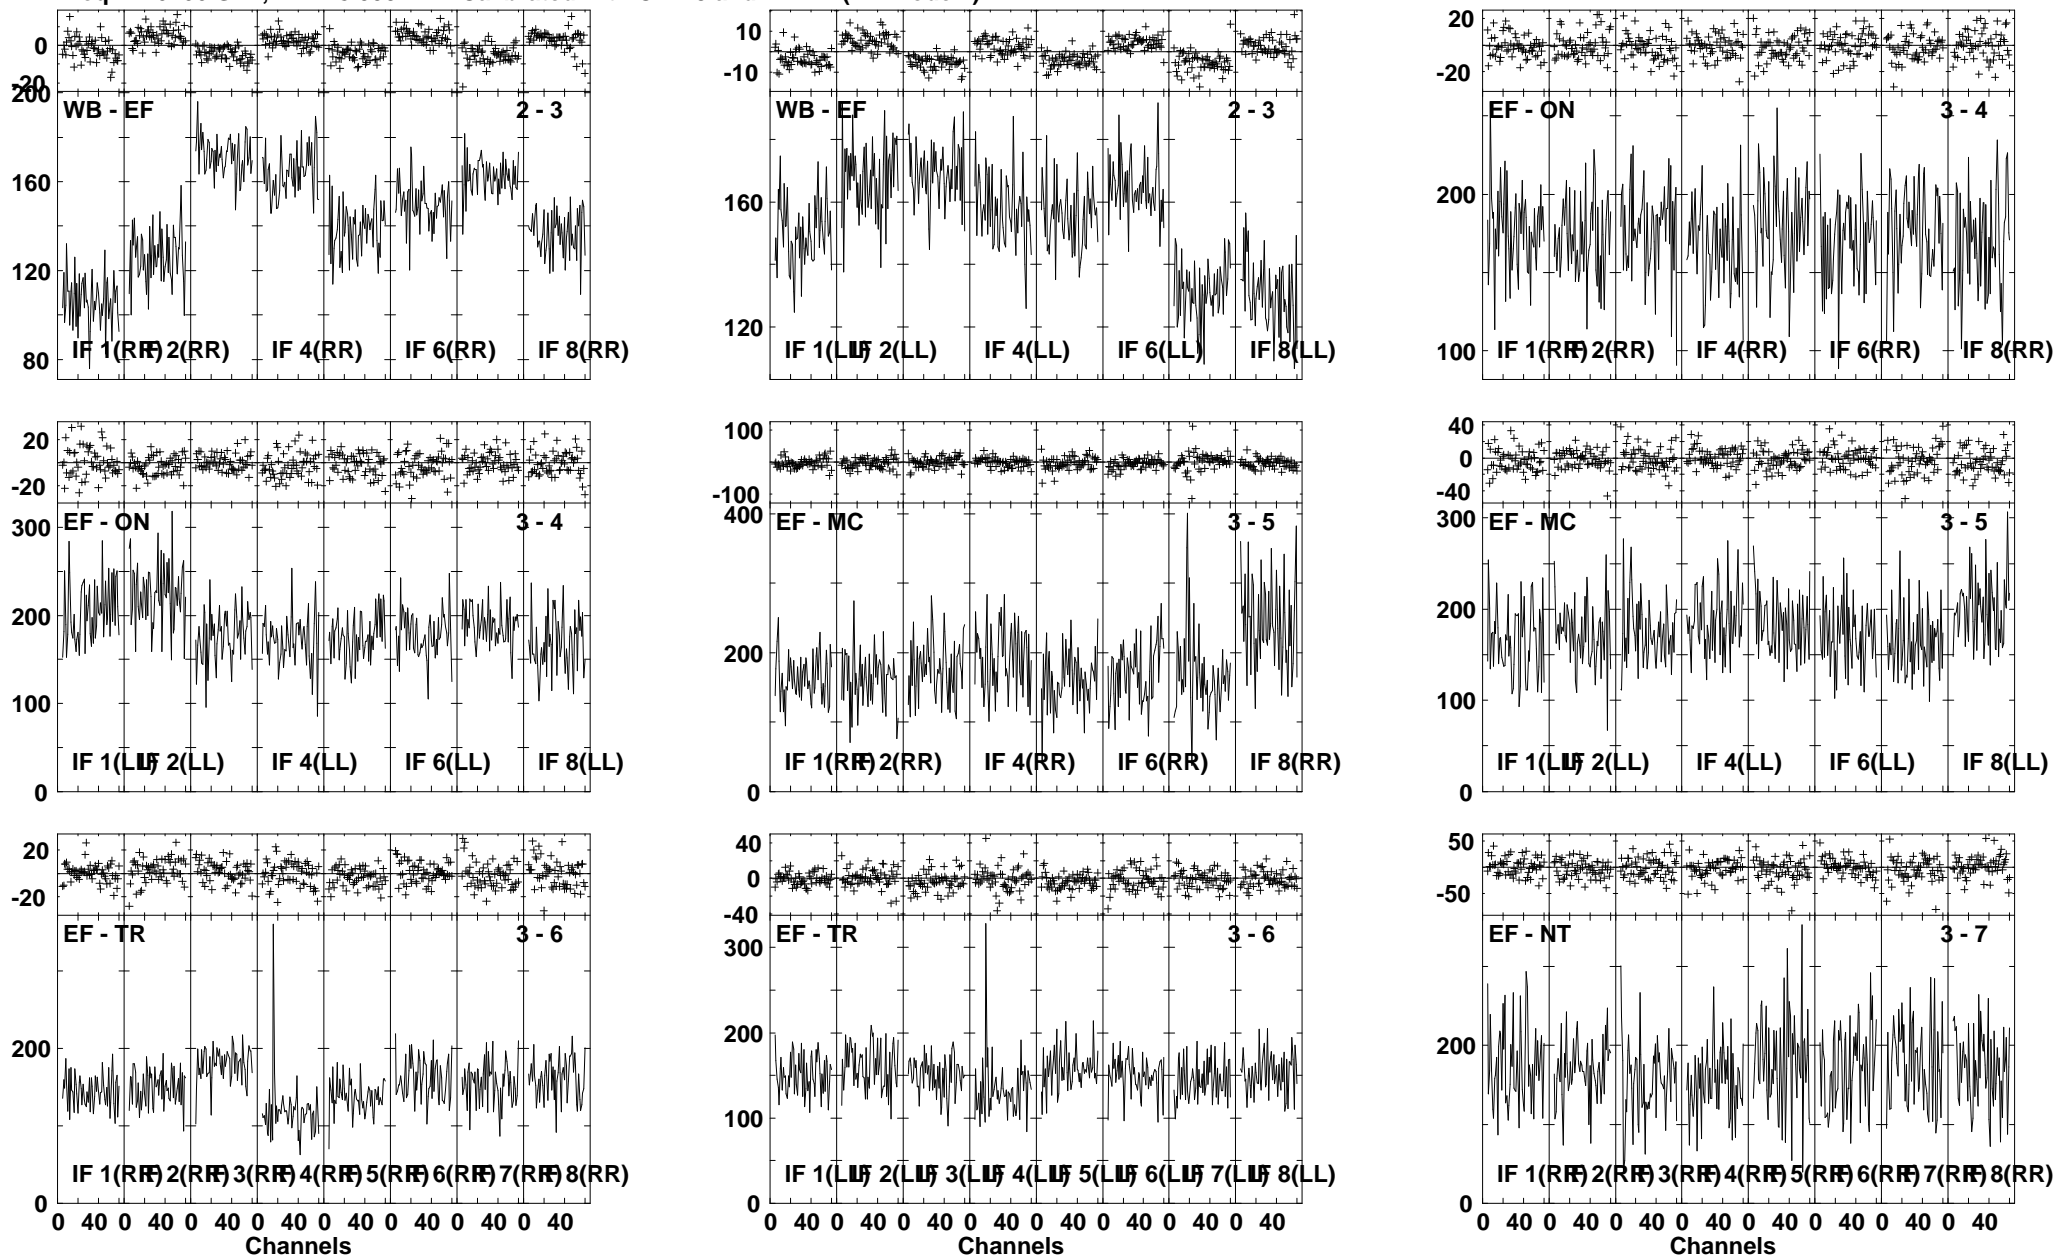 0
-20
200
WB - EF 2 - 3
160
120
80
IF 1(RR) IF 2(RR) IF 4(RR) IF 6(RR) IF 8(RR)
10
-10
WB - EF 2 - 3
160
120
IF 1(LL) IF 2(LL) IF 4(LL) IF 6(LL) IF 8(LL)
20
0
-20
EF - ON 3 - 4
200
100
IF 1(RR) IF 2(RR) IF 4(RR) IF 6(RR) IF 8(RR)
20
0
-20
EF - ON 3 - 4
300
200
100
0
IF 1(LL) IF 2(LL) IF 4(LL) IF 6(LL) IF 8(LL)
100
0
-100
400
EF - MC 3 - 5
200
0
IF 1(RR) IF 2(RR) IF 4(RR) IF 6(RR) IF 8(RR)
40
0
-40
300
EF - MC 3 - 5
200
100
0
IF 1(LL) IF 2(LL) IF 4(LL) IF 6(LL) IF 8(LL)
20
0
-20
EF - TR 3 - 6
200
0
IF 1(RR) IF 2(RR) IF 3(RR) IF 4(RR) IF 5(RR) IF 6(RR) IF 7(RR) IF 8(RR)
0 40 0 40 0 40 0 40 0 40 0 40 0 40 0 40
Channels
40
0
-40
EF - TR 3 - 6
300
200
100
0
IF 1(LL) IF 2(LL) IF 3(LL) IF 4(LL) IF 5(LL) IF 6(LL) IF 7(LL) IF 8(LL)
0 40 0 40 0 40 0 40 0 40 0 40 0 40 0 40
Channels
50
0
-50
EF - NT 3 - 7
200
0
IF 1(RR) IF 2(RR) IF 3(RR) IF 4(RR) IF 5(RR) IF 6(RR) IF 7(RR) IF 8(RR)
0 40 0 40 0 40 0 40 0 40 0 40 0 40 0 40
Channels